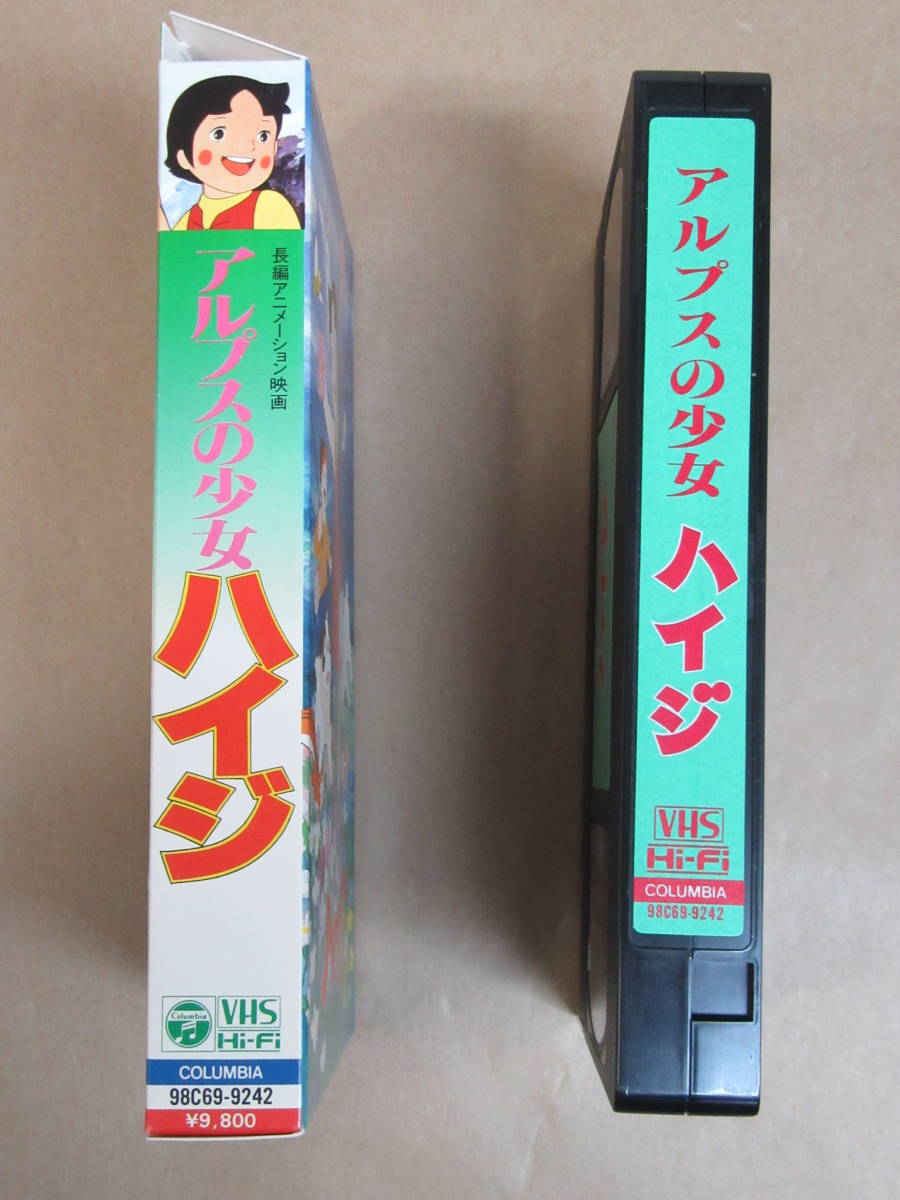 長編アニメーション映画
アルプスの少女
ハイジ
Columbia
VHS
Hi-Fi
COLUMBIA
98C69-9242
¥9,800
アルプスの少女
ハイジ
VHS
Hi-Fi
COLUMBIA
98C69-9242